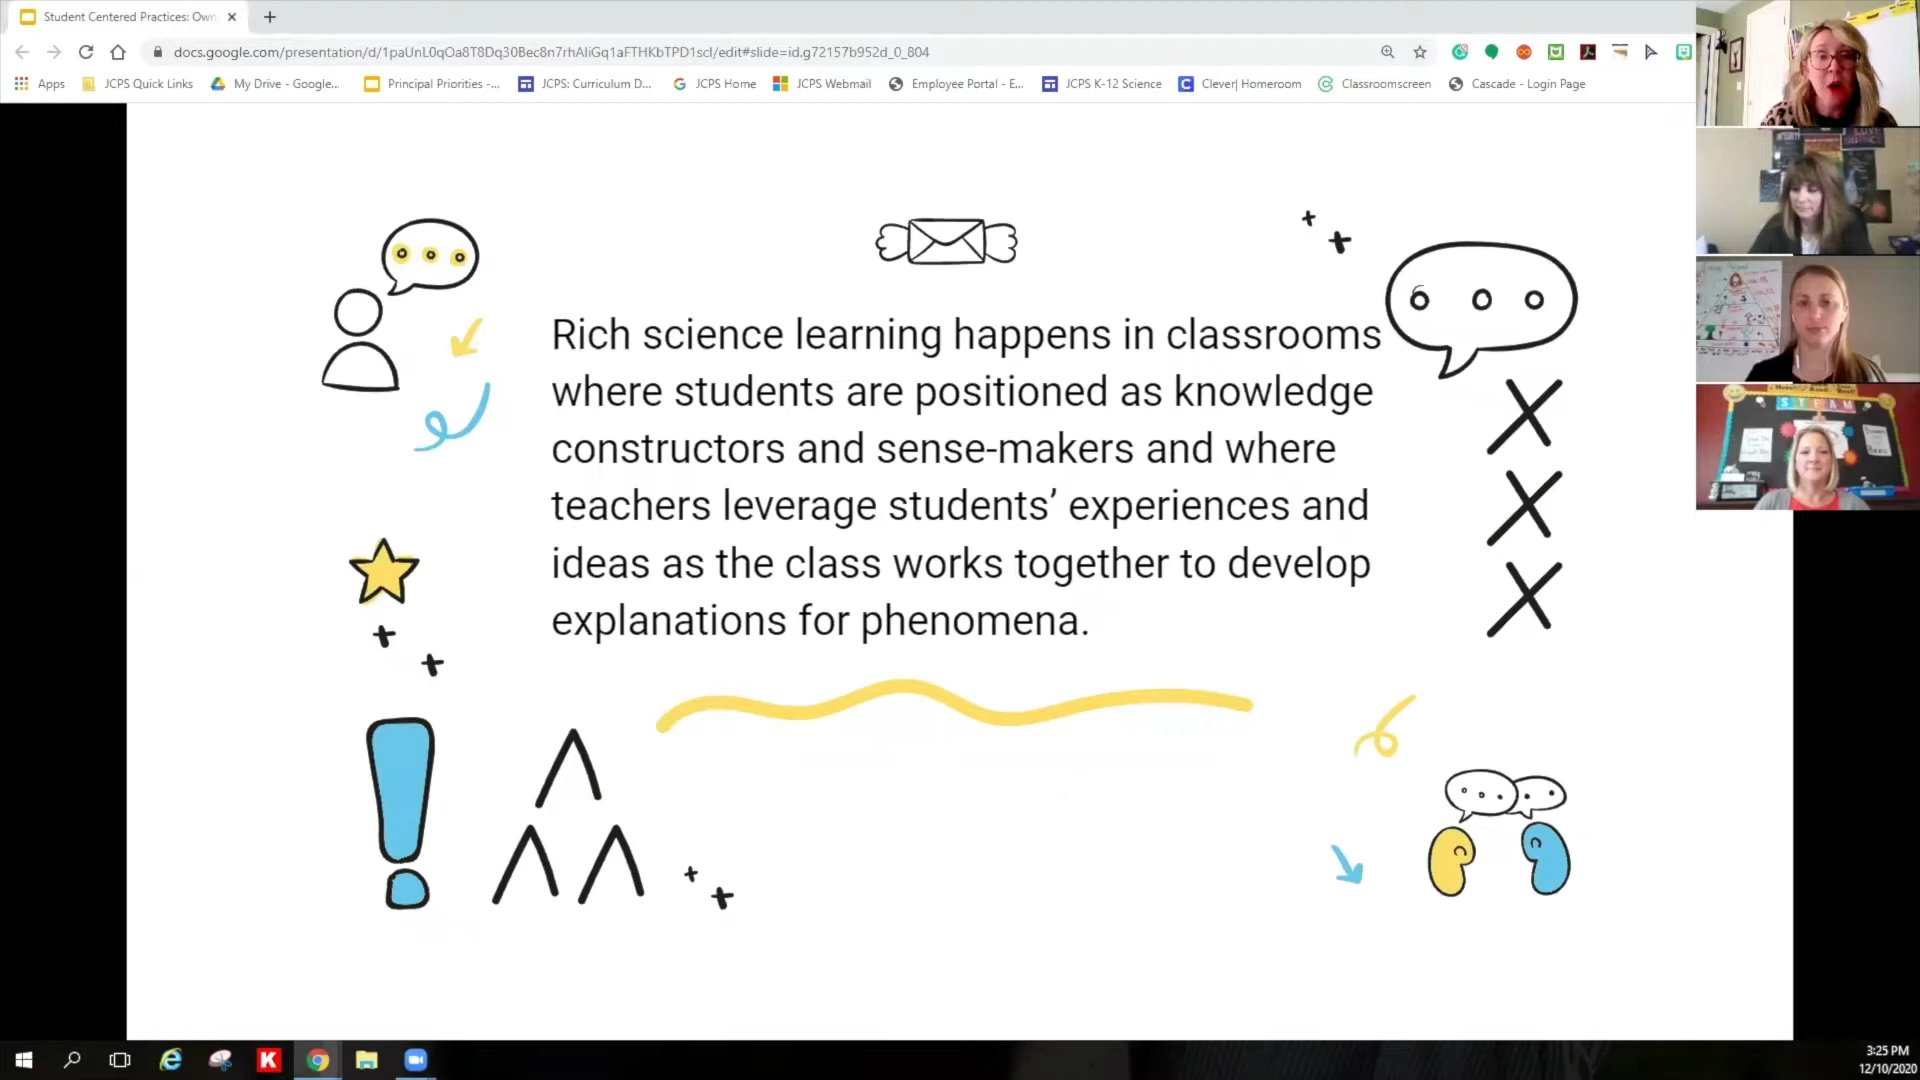 Student Centered Practices: Own
docs.google.com/presentation/d/1paUnL0qOa8T8Dq30Bec8n7rhAliGq1aFTHKbTPD1scI/edit#slide=id.g72157b952d_0_804
Apps JCPS Quick Links My Drive - Google... Principal Priorities -... JCPS: Curriculum D... JCPS Home JCPS Webmail Employee Portal - E... JCPS K-12 Science Clever| Homeroom Classroomscreen Cascade - Login Page
Rich science learning happens in classrooms
where students are positioned as knowledge
constructors and sense-makers and where
teachers leverage students’ experiences and
ideas as the class works together to develop
explanations for phenomena.
STEAM
3:25 PM
12/10/2020